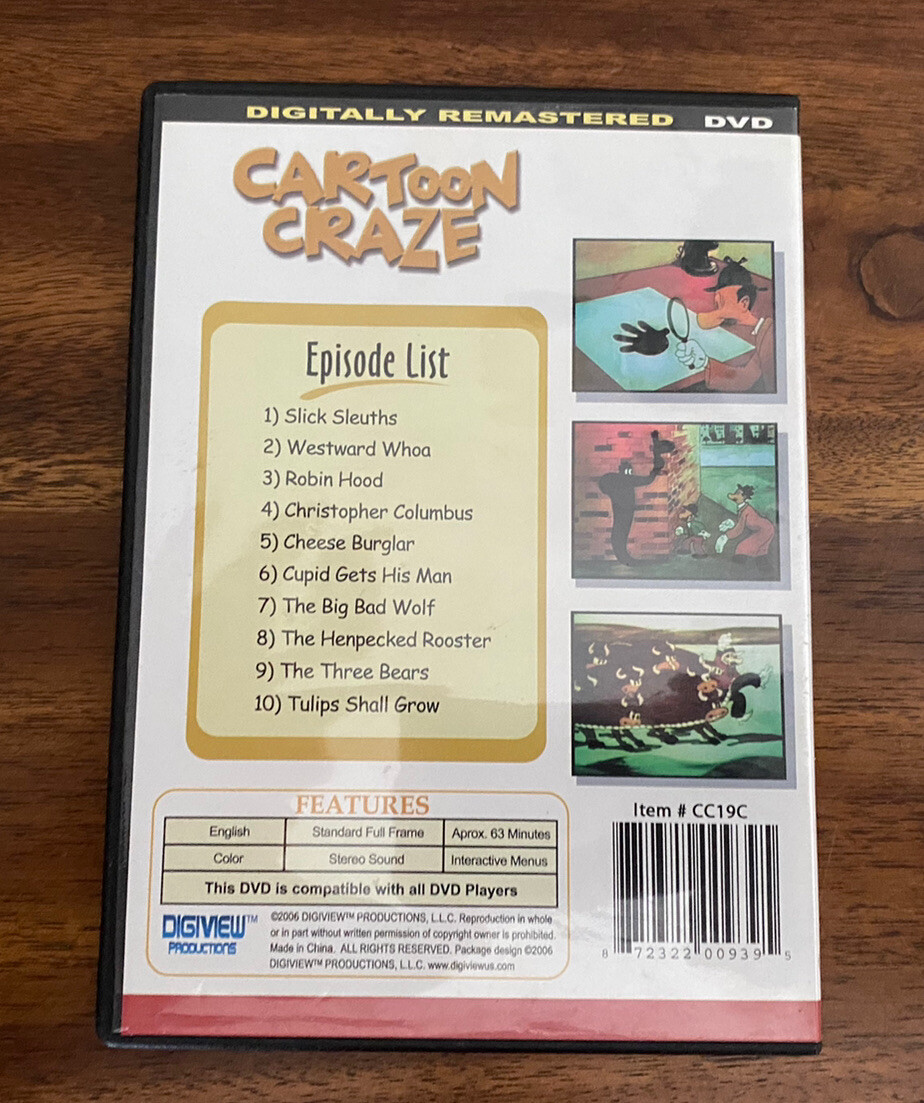 DIGITALLY REMASTERED DVD
CARTOON
CRAZE
Episode List
1) Slick Sleuths
2) Westward Whoa
3) Robin Hood
4) Christopher Columbus
5) Cheese Burglar
6) Cupid Gets His Man
7) The Big Bad Wolf
8) The Henpecked Rooster
9) The Three Bears
10) Tulips Shall Grow
FEATURES
English Standard Full Frame Aprox. 63 Minutes
Color Stereo Sound Interactive Menus
This DVD is compatible with all DVD Players
DIGIVIEW™
PRODUCTIONS
©2006 DIGIVIEW™ PRODUCTIONS, L.L.C. Reproduction in whole
or in part without written permission of copyright owner is prohibited.
Made in China. ALL RIGHTS RESERVED. Package design ©2006
DIGIVIEW™ PRODUCTIONS, L.L.C. www.digiviewus.com
Item # CC19C
8 72322 00939 5